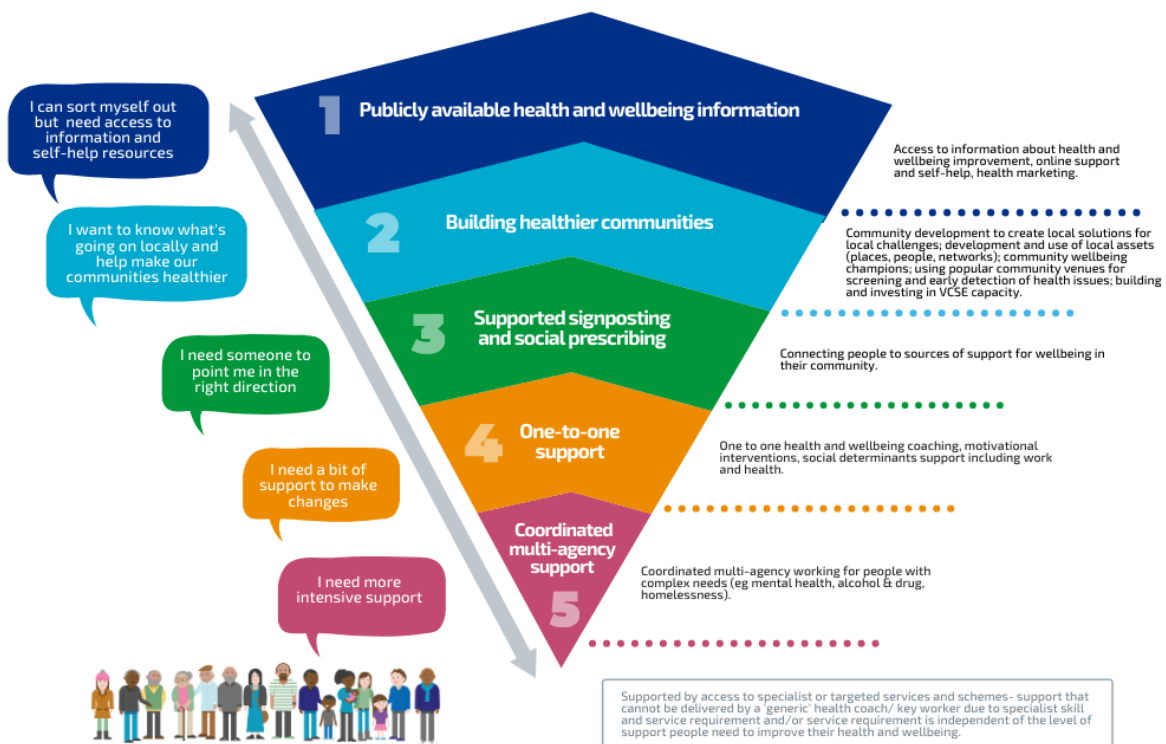 1
Publicly available health and wellbeing information
I can sort myself out
but need access to
information and
self-help resources
Access to information about health and
wellbeing improvement, online support
and self-help, health marketing.
2
Building healthier communities
I want to know what's
going on locally and
help make our
communities healthier
Community development to create local solutions for
local challenges; development and use of local assets
(places, people, networks); community wellbeing
champions; using popular community venues for
screening and early detection of health issues; building
and investing in VCSE capacity.
3
Supported signposting
and social prescribing
I need someone to
point me in the
right direction
Connecting people to sources of support for wellbeing in
their community.
4
One-to-one
support
I need a bit of
support to make
changes
One to one health and wellbeing coaching, motivational
interventions, social determinants support including work
and health.
Coordinated
multi-agency
support
5
I need more
intensive support
Coordinated multi-agency working for people with
complex needs (eg mental health, alcohol & drug,
homelessness).
Supported by access to specialist or targeted services and schemes- support that
cannot be delivered by a 'generic' health coach/ key worker due to specialist skill
and service requirement and/or service requirement is independent of the level of
support people need to improve their health and wellbeing.